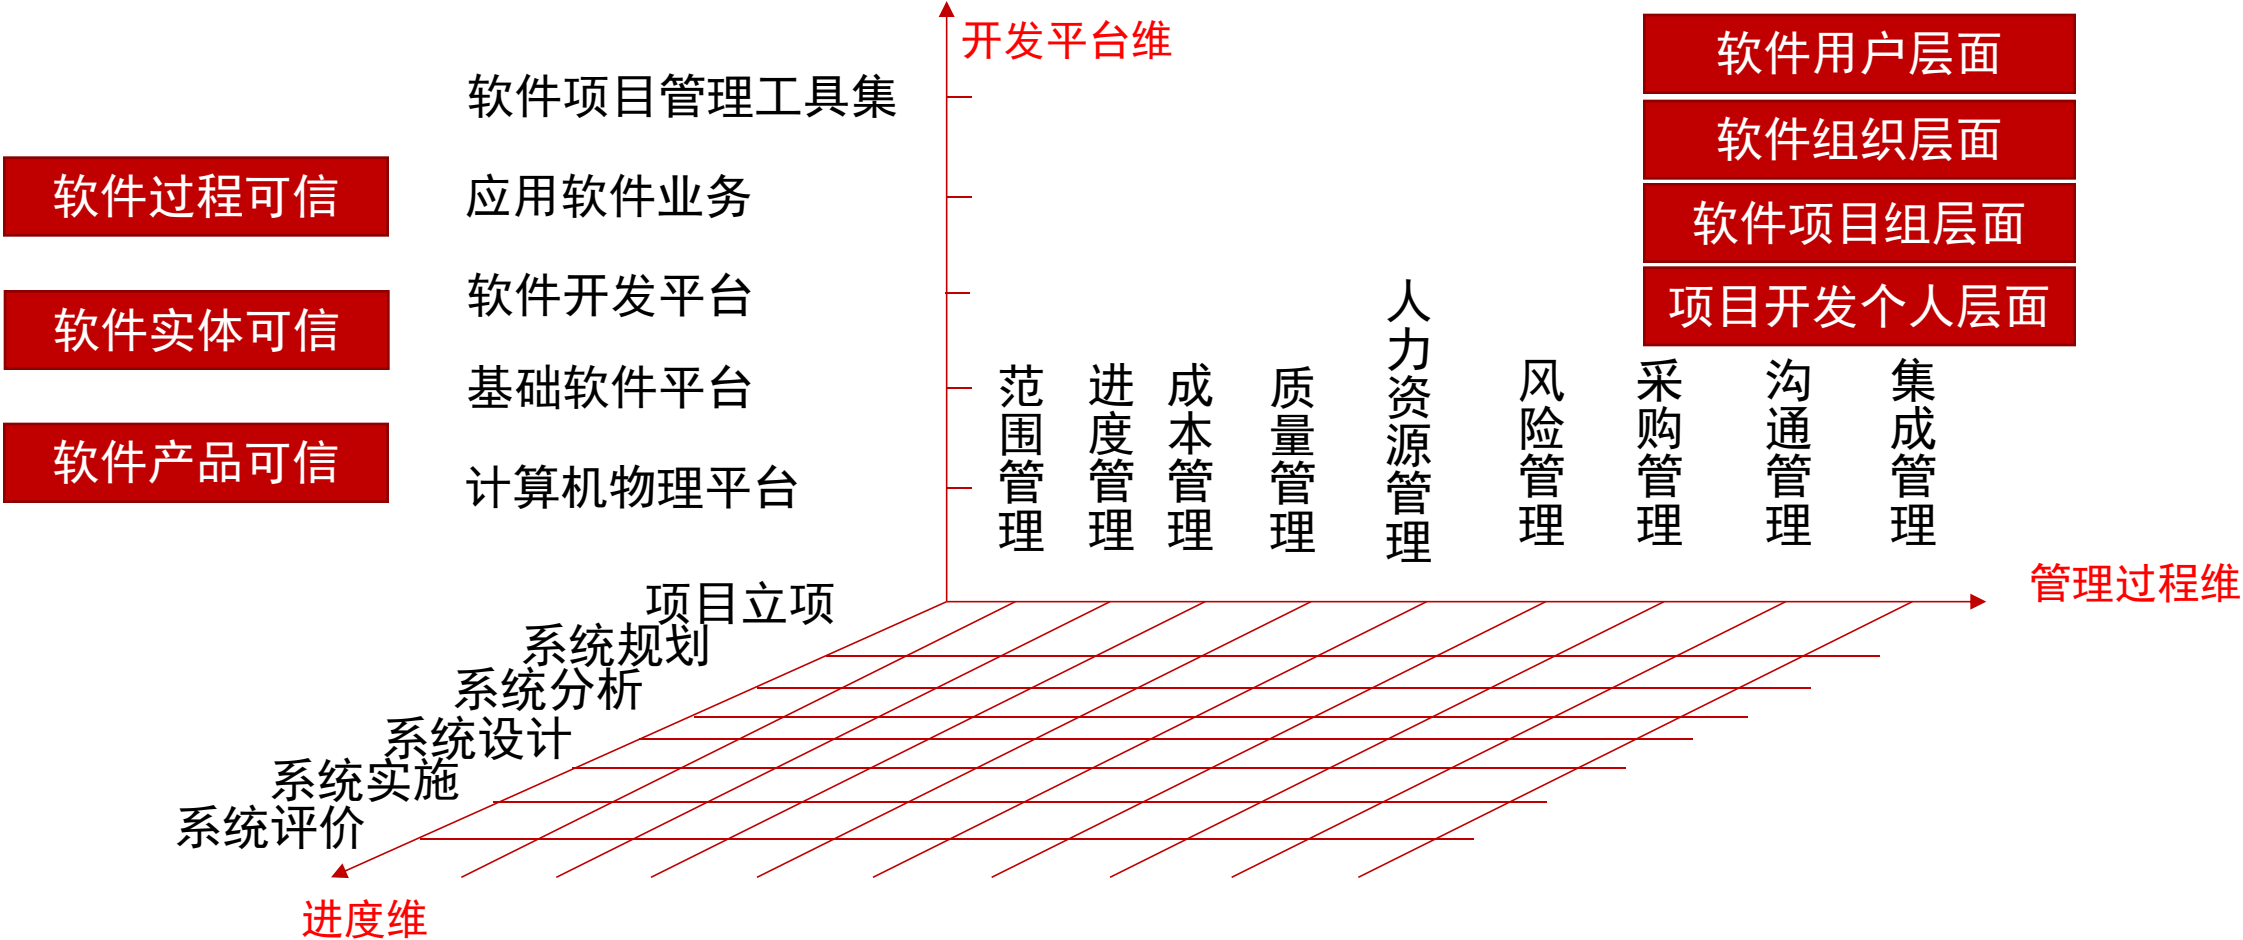 开发平台维
软件项目管理工具集
应用软件业务
软件开发平台
基础软件平台
计算机物理平台
软件过程可信
软件实体可信
软件产品可信
软件用户层面
软件组织层面
软件项目组层面
项目开发个人层面
范围管理
进度管理
成本管理
质量管理
人力资源管理
风险管理
采购管理
沟通管理
集成管理
管理过程维
项目立项
系统规划
系统分析
系统设计
系统实施
系统评价
进度维